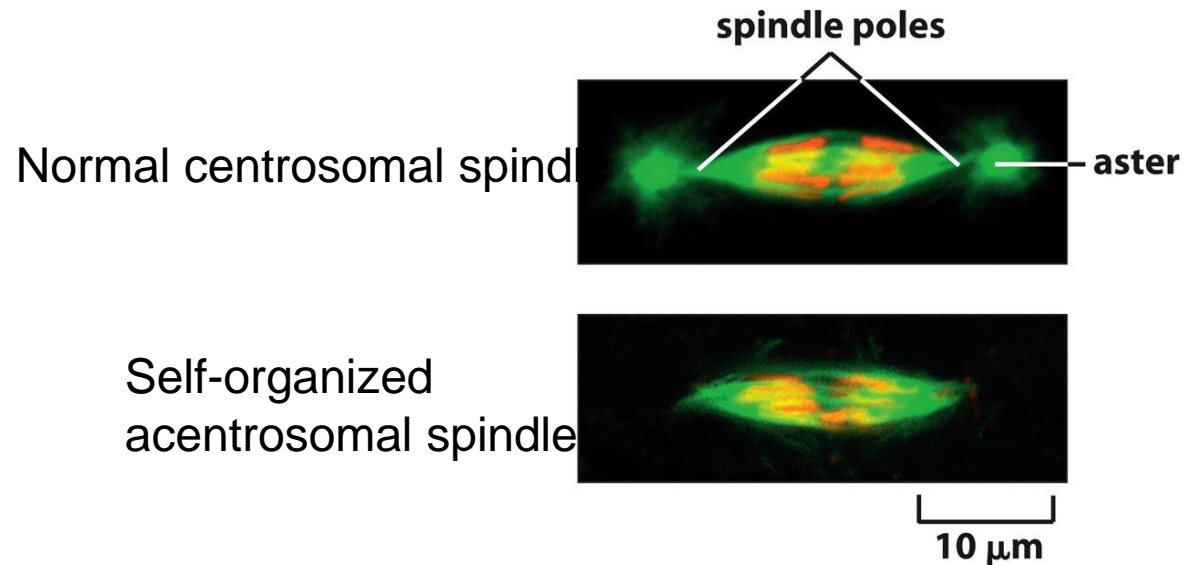 spindle poles
Normal centrosomal spindl
aster
Self-organized
acentrosomal spindle
10 μm